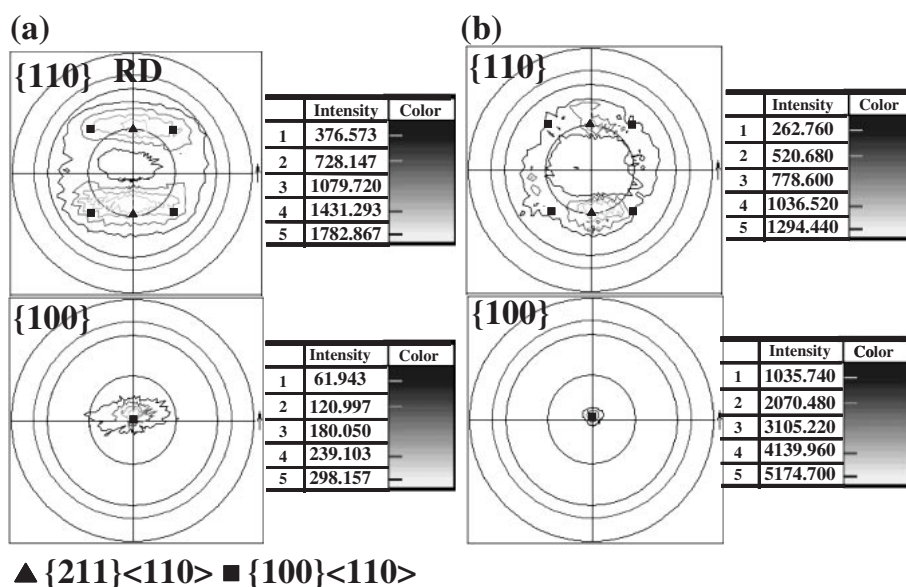 (a)
{110} RD
Intensity Color
1 376.573
2 728.147
3 1079.720
4 1431.293
5 1782.867
{100}
Intensity Color
1 61.943
2 120.997
3 180.050
4 239.103
5 298.157
(b)
{110}
Intensity Color
1 262.760
2 520.680
3 778.600
4 1036.520
5 1294.440
{100}
Intensity Color
1 1035.740
2 2070.480
3 3105.220
4 4139.960
5 5174.700
▲ {211}<110> ■ {100}<110>